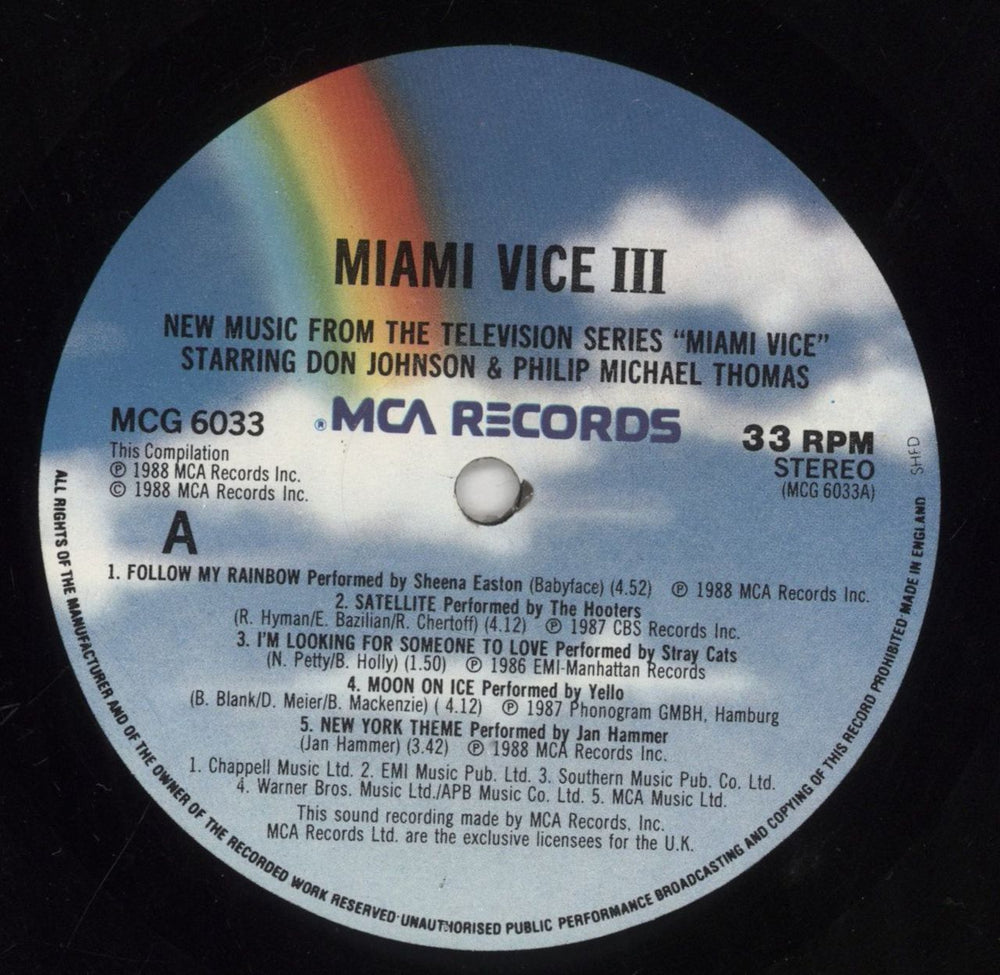 MIAMI VICE III
NEW MUSIC FROM THE TELEVISION SERIES “MIAMI VICE”
STARRING DON JOHNSON & PHILIP MICHAEL THOMAS
®MCA RECORDS
MCG 6033
This Compilation
℗ 1988 MCA Records Inc.
© 1988 MCA Records Inc.
33 RPM
STEREO
(MCG 6033A)
SHED
A
1. FOLLOW MY RAINBOW Performed by Sheena Easton (Babyface) (4.52) ℗ 1988 MCA Records Inc.
2. SATELLITE Performed by The Hooters
(R. Hyman/E. Bazilian/R. Chertoff) (4.12) ℗ 1987 CBS Records Inc.
3. I'M LOOKING FOR SOMEONE TO LOVE Performed by Stray Cats
(N. Petty/B. Holly) (1.50) ℗ 1986 EMI-Manhattan Records
4. MOON ON ICE Performed by Yello
(B. Blank/D. Meier/B. Mackenzie) ( 4.12) ℗ 1987 Phonogram GMBH, Hamburg
5. NEW YORK THEME Performed by Jan Hammer
(Jan Hammer) (3.42) ℗ 1988 MCA Records Inc.
1. Chappell Music Ltd. 2. EMI Music Pub. Ltd. 3. Southern Music Pub. Co. Ltd.
4. Warner Bros. Music Ltd./APB Music Co. Ltd. 5. MCA Music Ltd.
This sound recording made by MCA Records, Inc.
MCA Records Ltd. are the exclusive licensees for the U.K.
ALL RIGHTS OF THE MANUFACTURER AND OF THE OWNER OF THE RECORDED WORK RESERVED·UNAUTHORISED PUBLIC PERFORMANCE BROADCASTING AND COPYING OF THIS RECORD PROHIBITED MADE IN ENGLAND